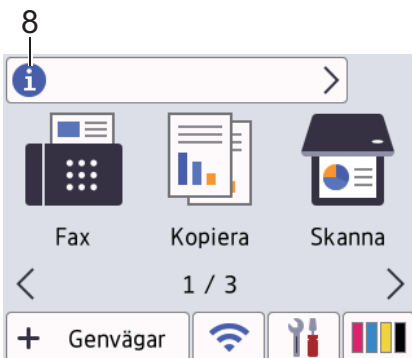 8
i
Fax Kopiera Skanna
1 / 3
+ Genvägar